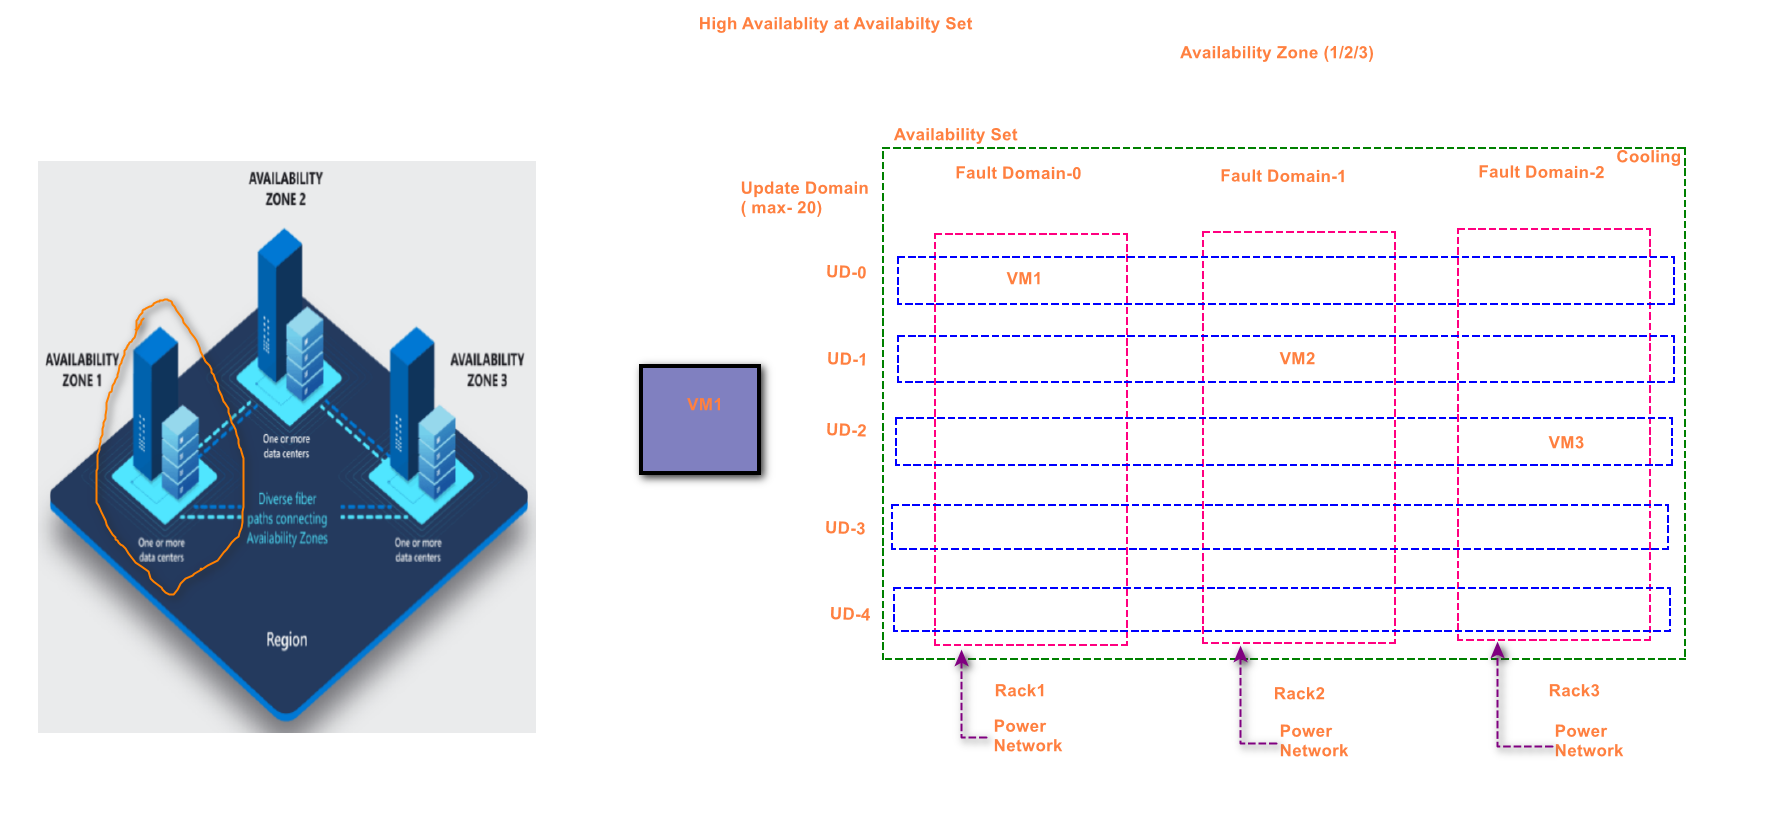 High Availablity at Availabilty Set
Availability Zone (1/2/3)
AVAILABILITY
ZONE 2
AVAILABILITY
ZONE 1
AVAILABILITY
ZONE 3
One or more
data centers
Diverse fiber
paths connecting
Availability Zones
One or more
data centers
One or more
data centers
Region
VM1
Availability Set
Cooling
Fault Domain-0
Fault Domain-1
Fault Domain-2
Update Domain
( max- 20)
UD-0
VM1
UD-1
VM2
UD-2
VM3
UD-3
UD-4
Rack1
Power
Network
Rack2
Power
Network
Rack3
Power
Network